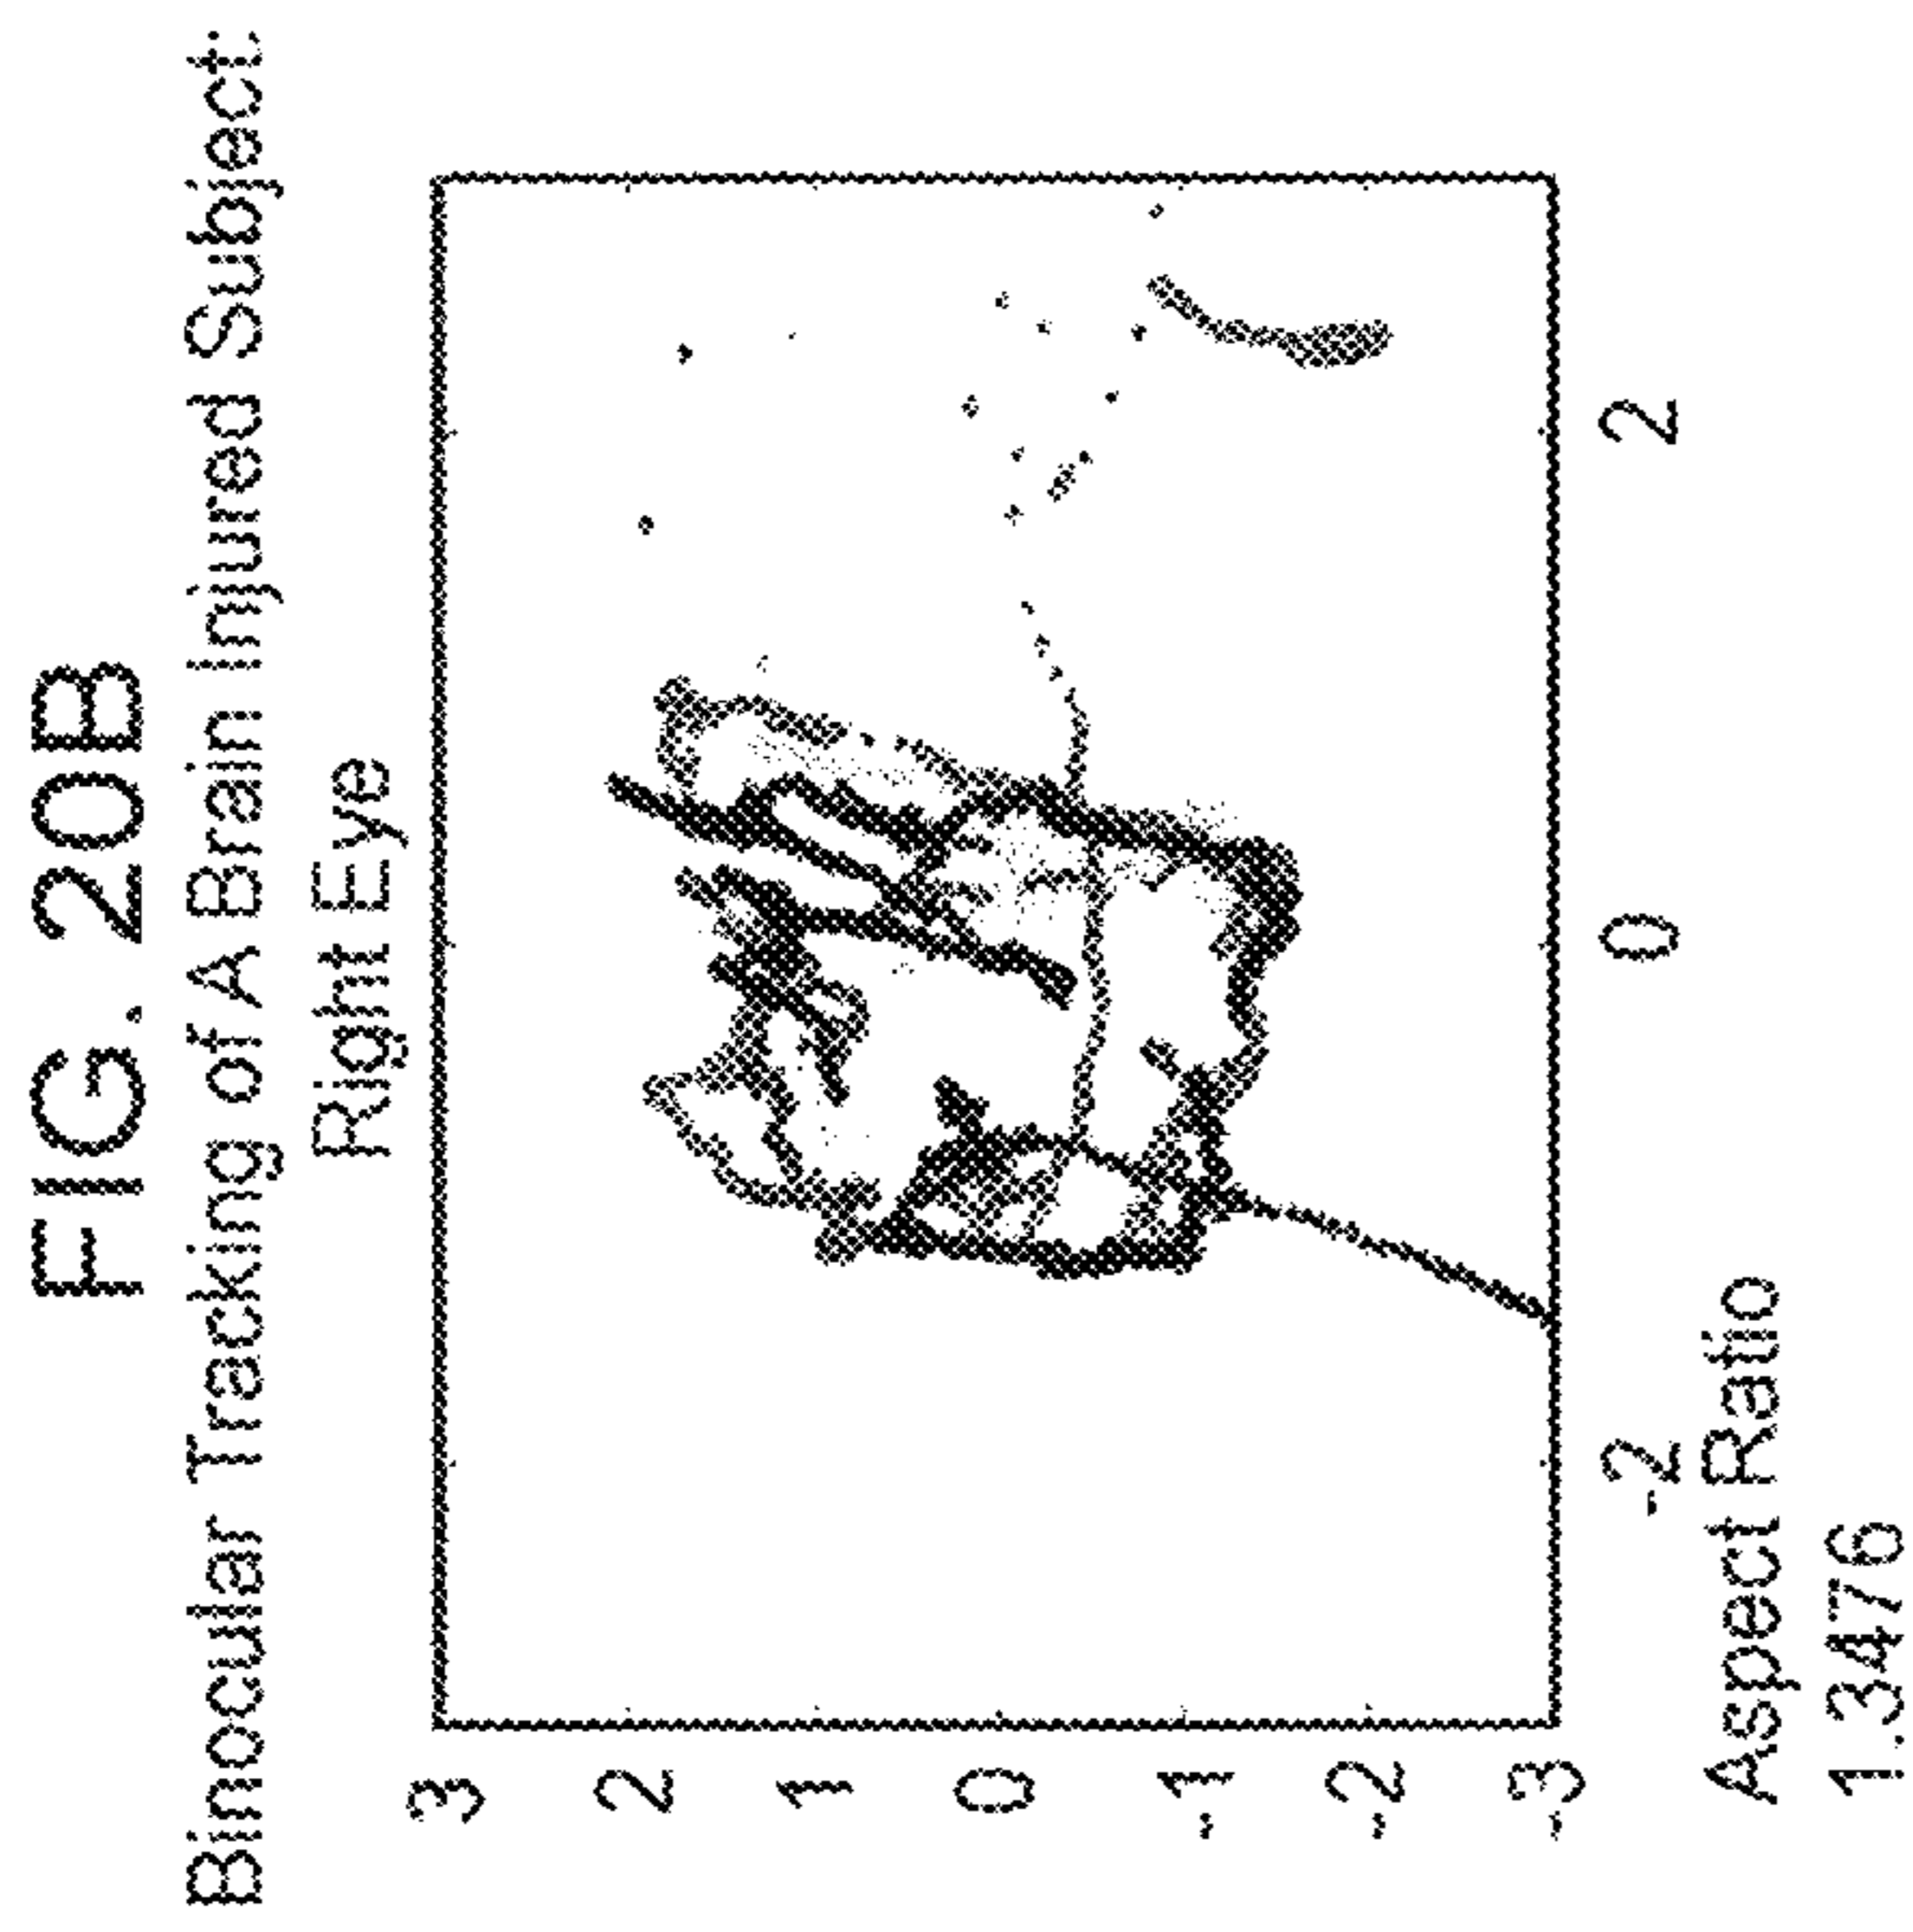 FIG. 20B
Binocular Tracking of A Brain Injured Subject:
Right Eye
3
2
1
0
-1
-2
-3
-2
0
2
Aspect Ratio
1.3476